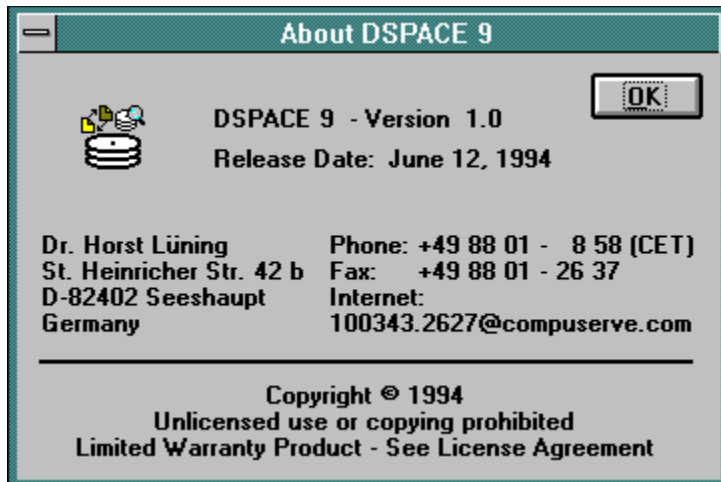 About DSPACE 9
OK
DSPACE 9 - Version 1.0
Release Date: June 12, 1994
Dr. Horst Lüning
St. Heinricher Str. 42 b
D-82402 Seeshaupt
Germany
Phone: +49 88 01 - 8 58 (CET)
Fax: +49 88 01 - 26 37
Internet:
100343.2627@compuserve.com
Copyright © 1994
Unlicensed use or copying prohibited
Limited Warranty Product - See License Agreement